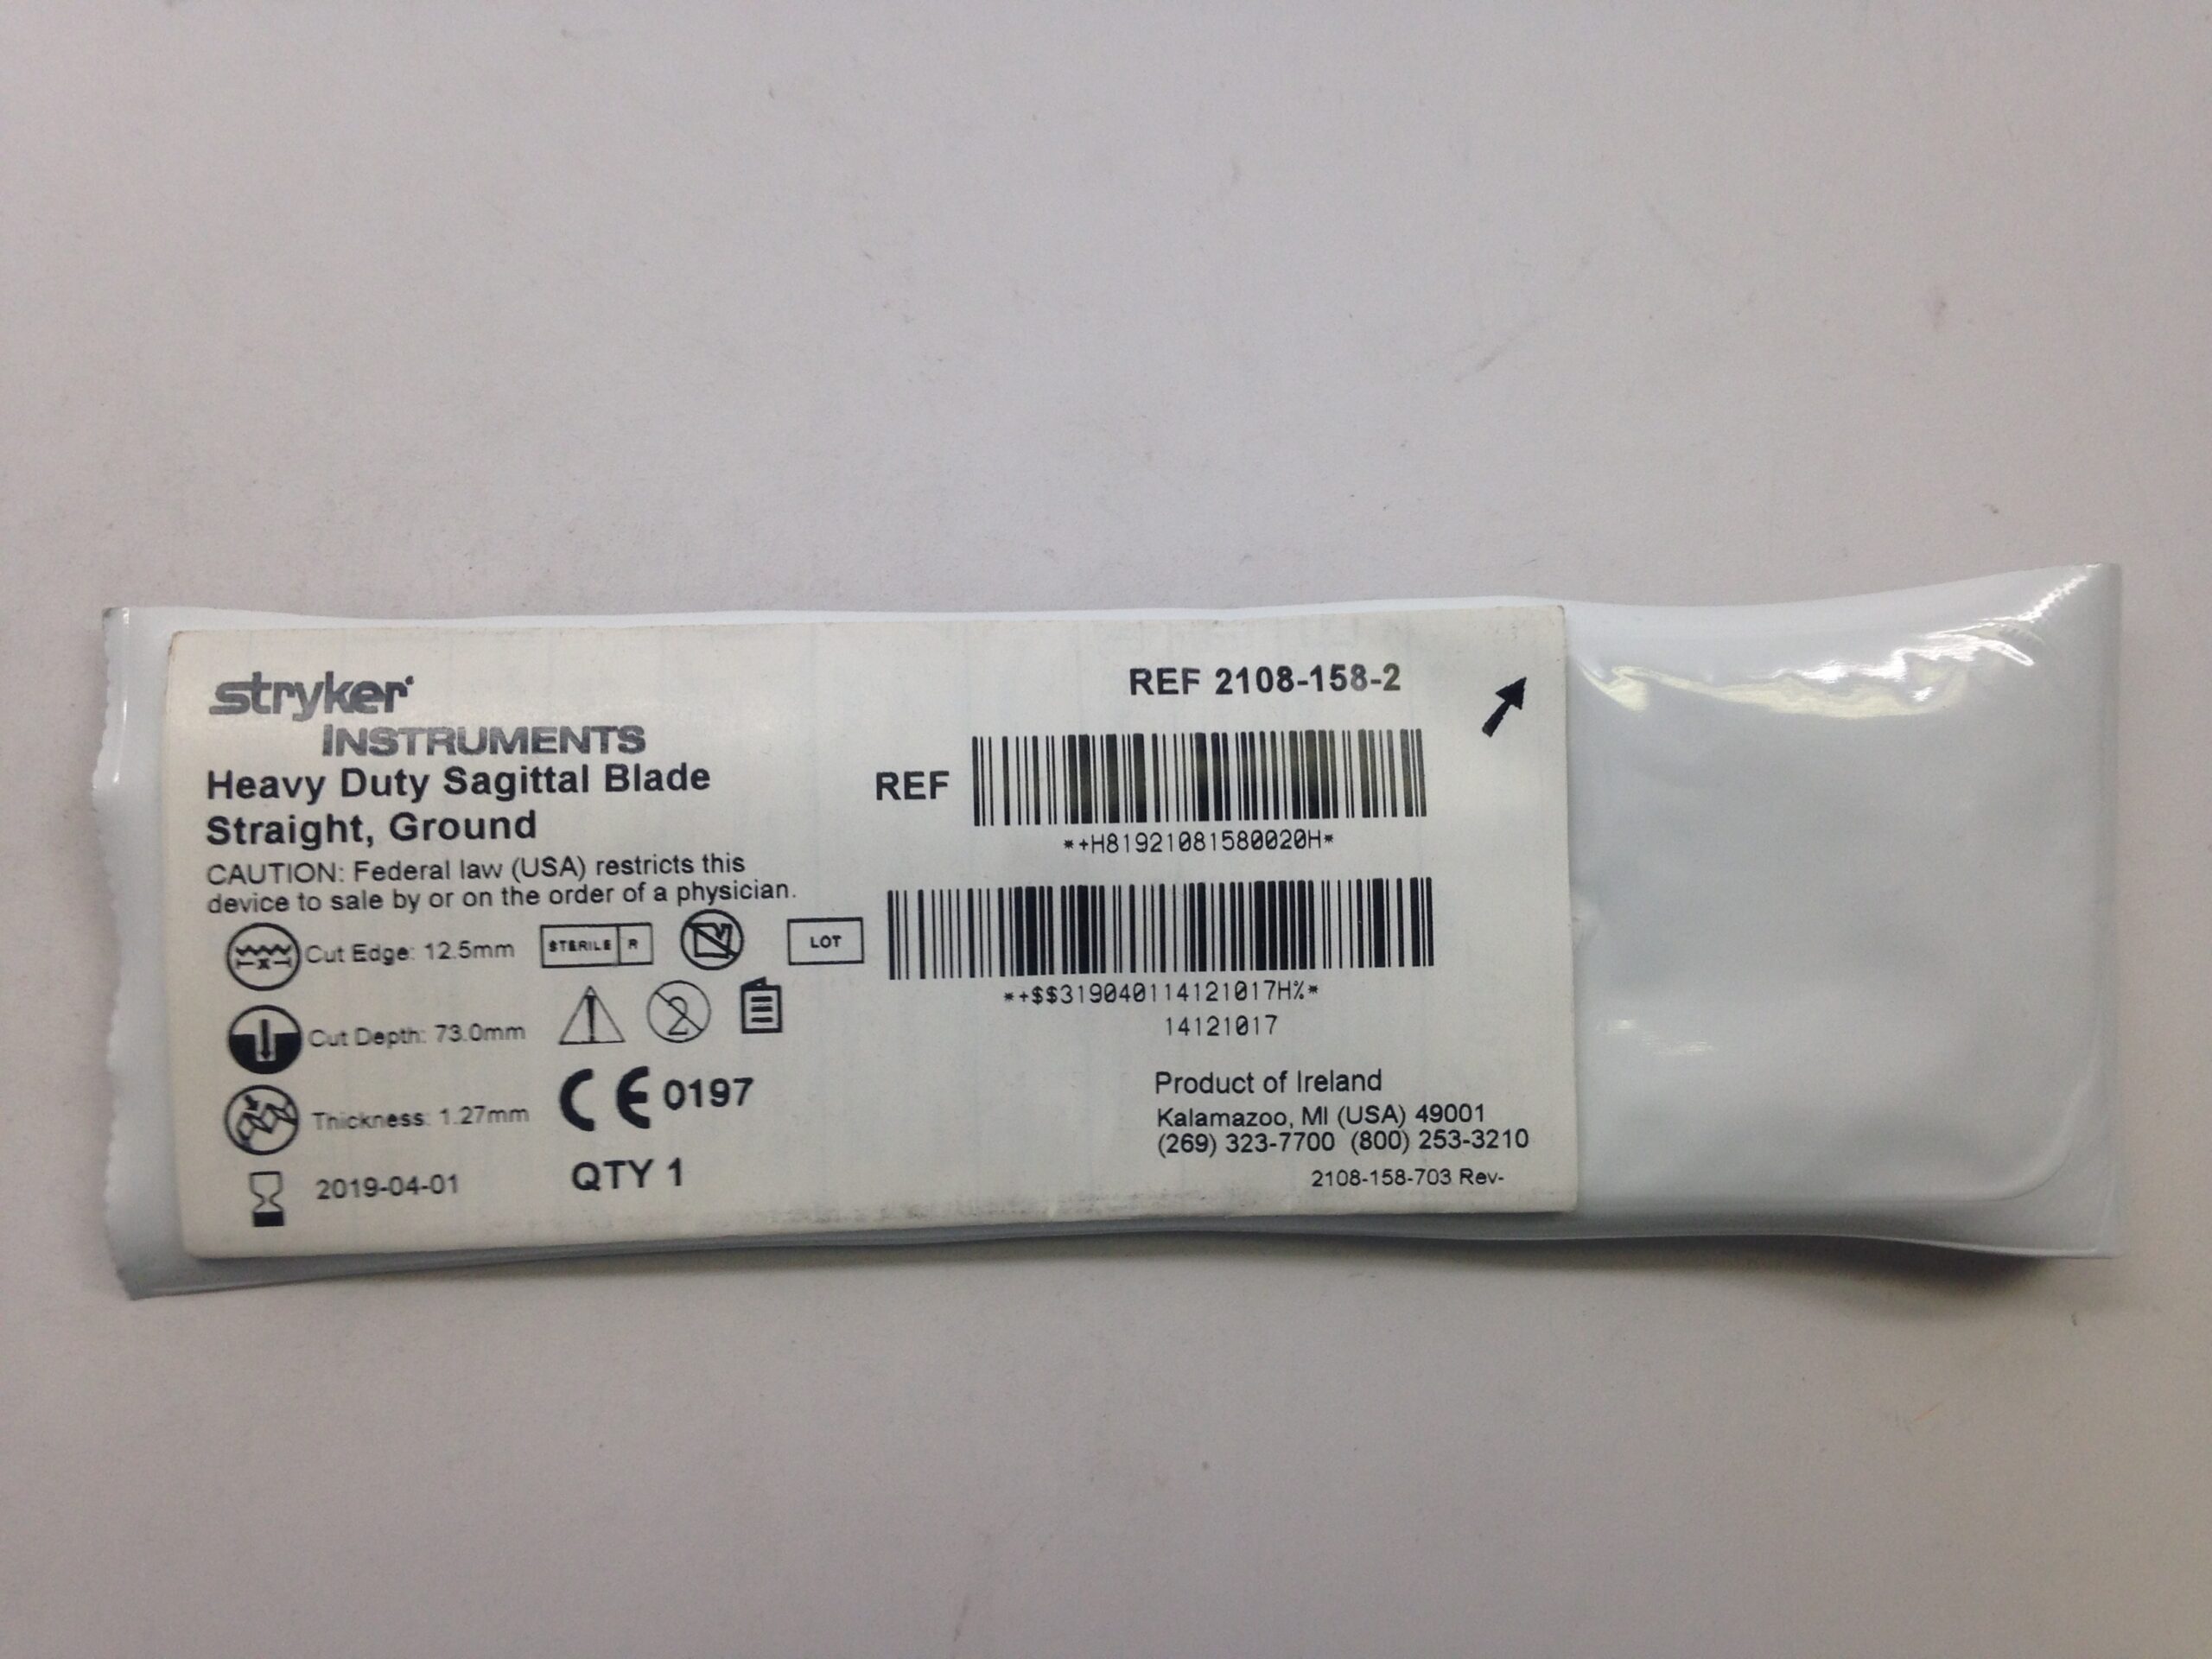 stryker
INSTRUMENTS
Heavy Duty Sagittal Blade
Straight, Ground
CAUTION: Federal law (USA) restricts this
device to sale by or on the order of a physician.
Cut Edge: 12.5mm
STERILE R
LOT
Cut Depth: 73.0mm
2
Thickness: 1.27mm
CE 0197
2019-04-01
QTY 1
REF 2108-158-2
REF
*+H81921081580020H*
*+$$319040114121017H%*
14121017
Product of Ireland
Kalamazoo, MI (USA) 49001
(269) 323-7700 (800) 253-3210
2108-158-703 Rev-